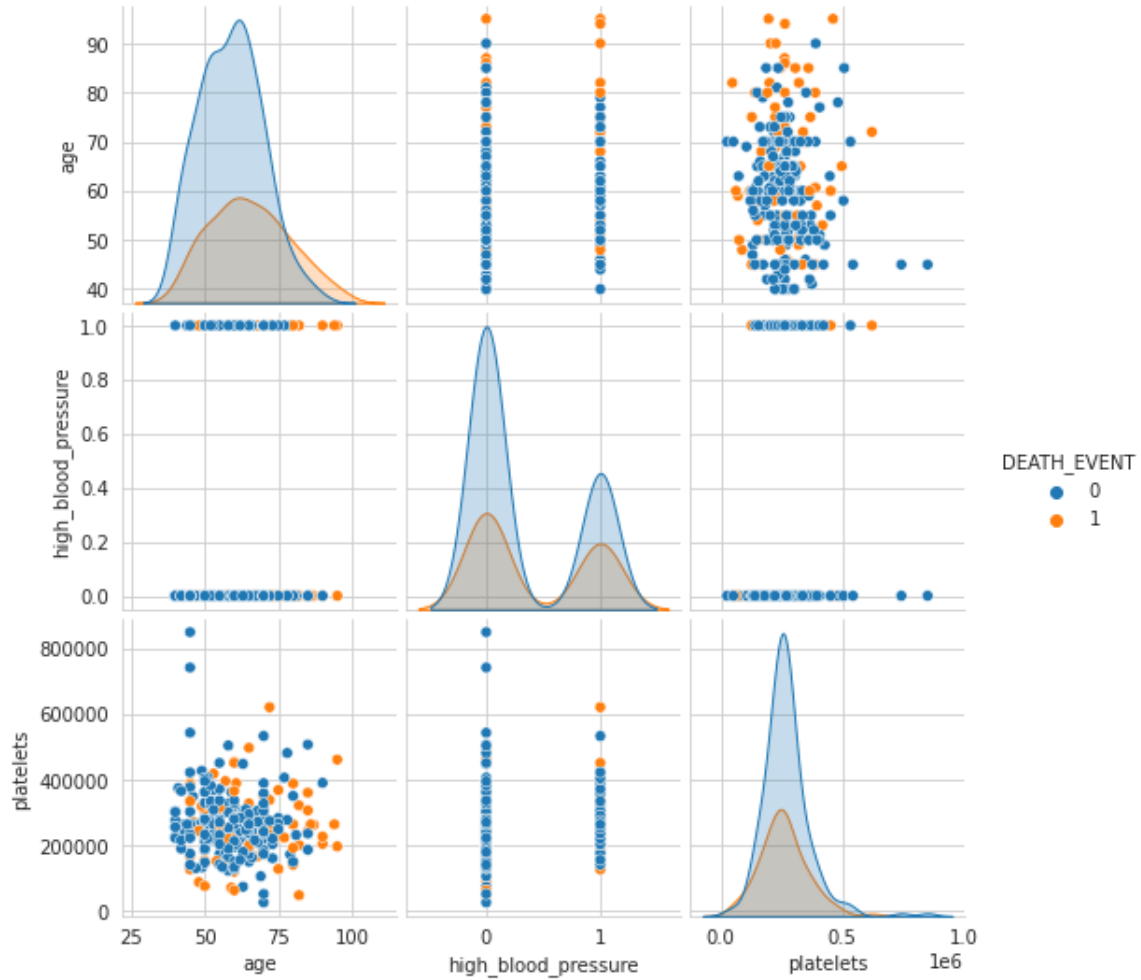 90
80
70
60
50
40
age
1.0
0.8
0.6
0.4
0.2
0.0
high_blood_pressure
DEATH_EVENT
0
1
800000
600000
400000
200000
0
platelets
25 50 75 100
age
0 1
high_blood_pressure
0.0 0.5 1.0
1e6
platelets